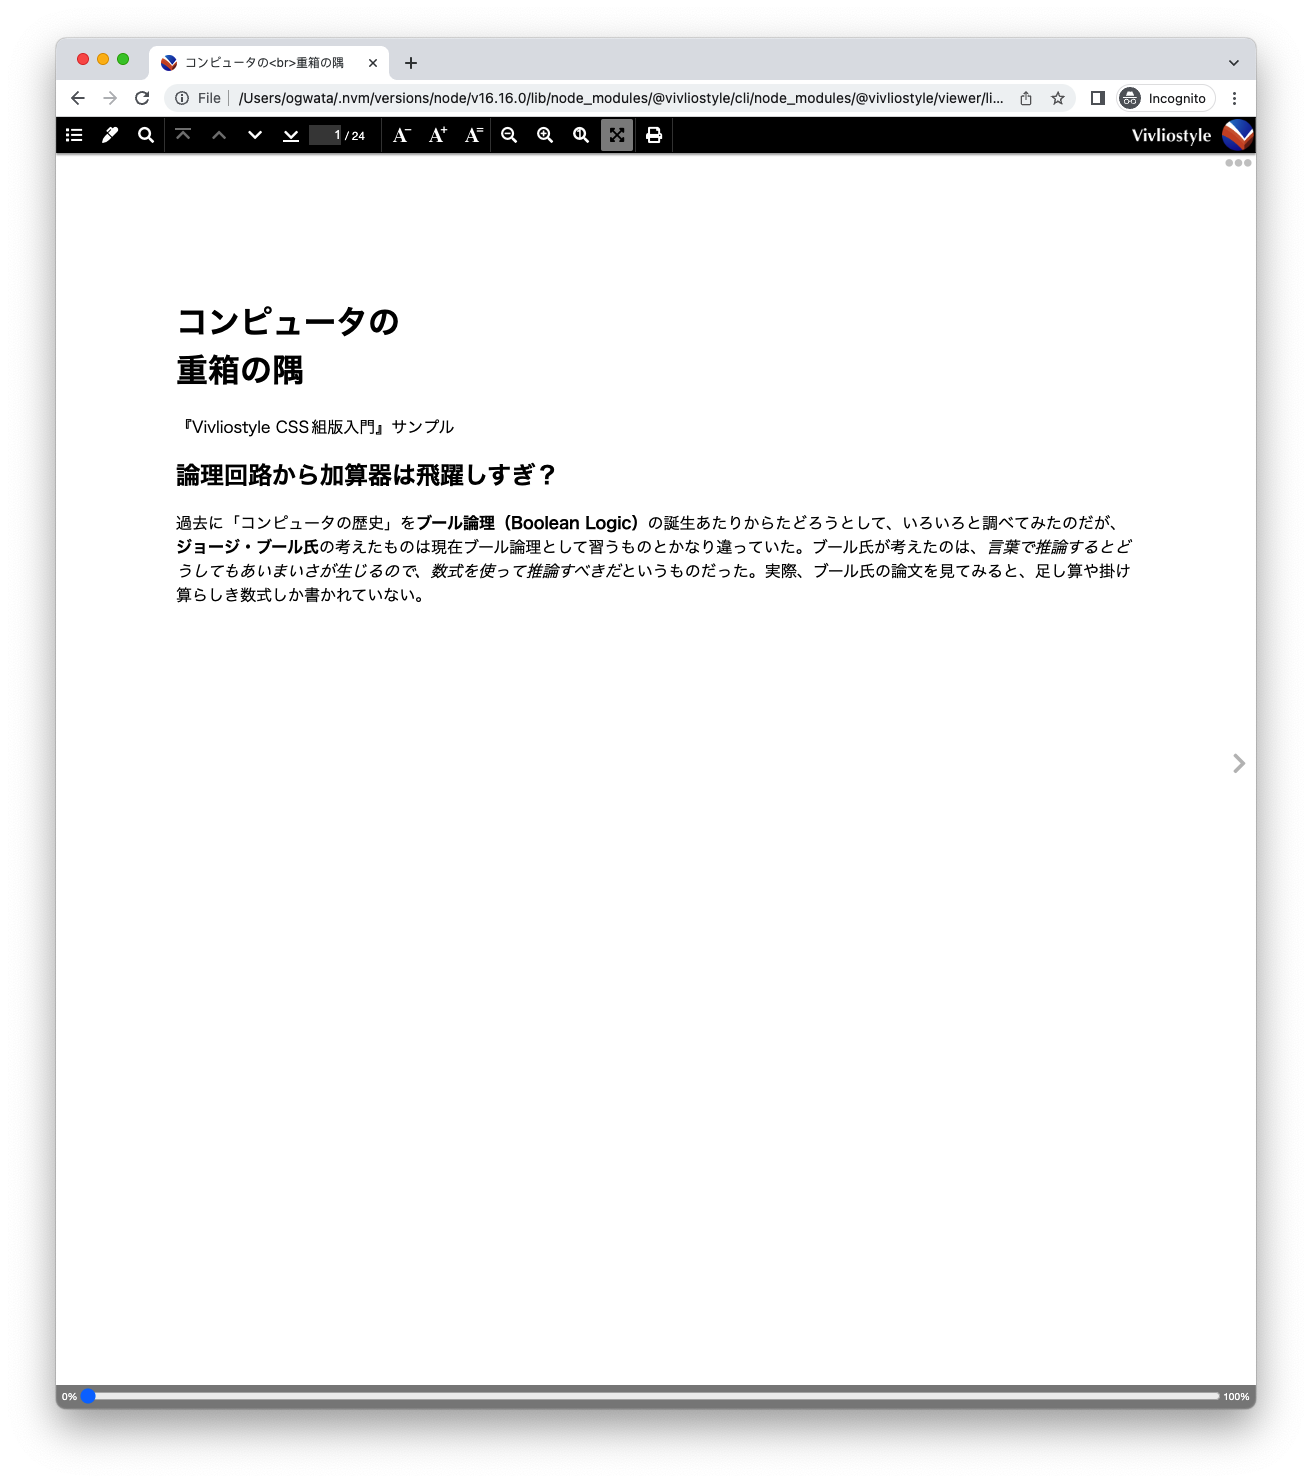 コンピュータの<br>重箱の隅
File
/Users/ogwata/.nvm/versions/node/v16.16.0/lib/node_modules/@vivliostyle/cli/node_modules/@vivliostyle/viewer/li...
Incognito
1 / 24
A− A+ A=
Vivliostyle
コンピュータの
重箱の隅
『Vivliostyle CSS組版入門』サンプル
論理回路から加算器は飛躍しすぎ？
過去に「コンピュータの歴史」をブール論理（Boolean Logic）の誕生あたりからたどろうとして、いろいろと調べてみたのだが、
ジョージ・ブール氏の考えたものは現在ブール論理として習うものとかなり違っていた。ブール氏が考えたのは、言葉で推論するとど
うしてもあいまいさが生じるので、数式を使って推論すべきだというものだった。実際、ブール氏の論文を見てみると、足し算や掛け
算らしき数式しか書かれていない。
0%
100%